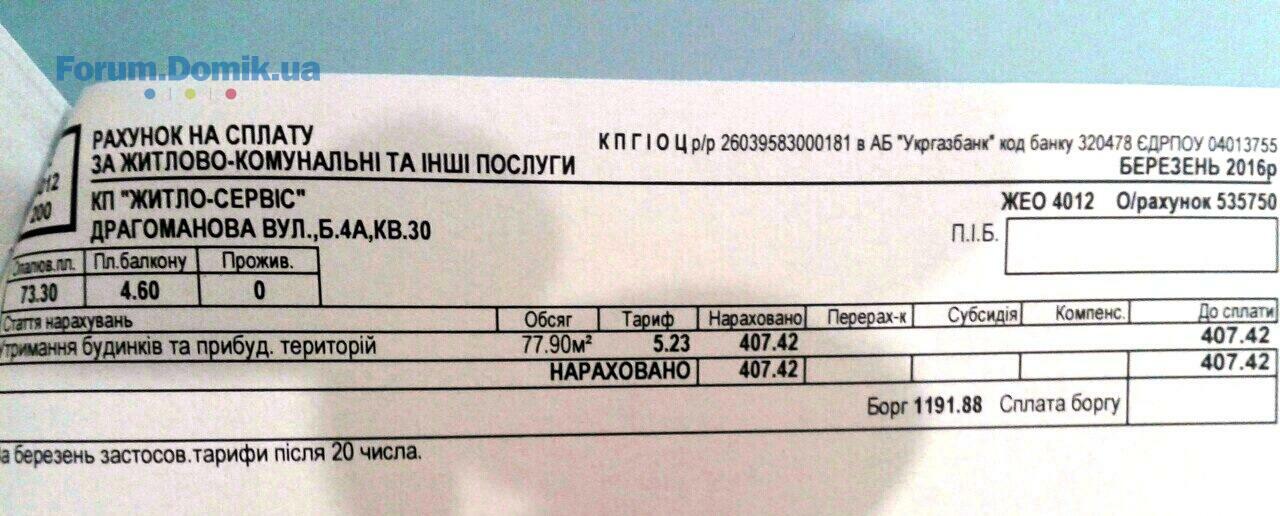 Forum.Domik.ua
РАХУНОК НА СПЛАТУ
ЗА ЖИТЛОВО-КОМУНАЛЬНІ ТА ІНШІ ПОСЛУГИ
К П Г І О Ц р/р 26039583000181 в АБ "Укргазбанк" код банку 320478 ЄДРПОУ 04013755
БЕРЕЗЕНЬ 2016р
КП "ЖИТЛО-СЕРВІС"
ЖЕО 4012 О/рахунок 535750
200
ДРАГОМАНОВА ВУЛ.,Б.4А,КВ.30
П.І.Б.
Пл.балкону Прожив.
73.30 4.60 0
Стаття нарахувань Обсяг Тариф Нараховано Перерах-к Субсидія Компенс. До сплати
Утримання будинків та прибуд. територій 77.90м² 5.23 407.42 407.42
НАРАХОВАНО 407.42 407.42
Борг 1191.88 Сплата боргу
березень застосов.тарифи після 20 числа.